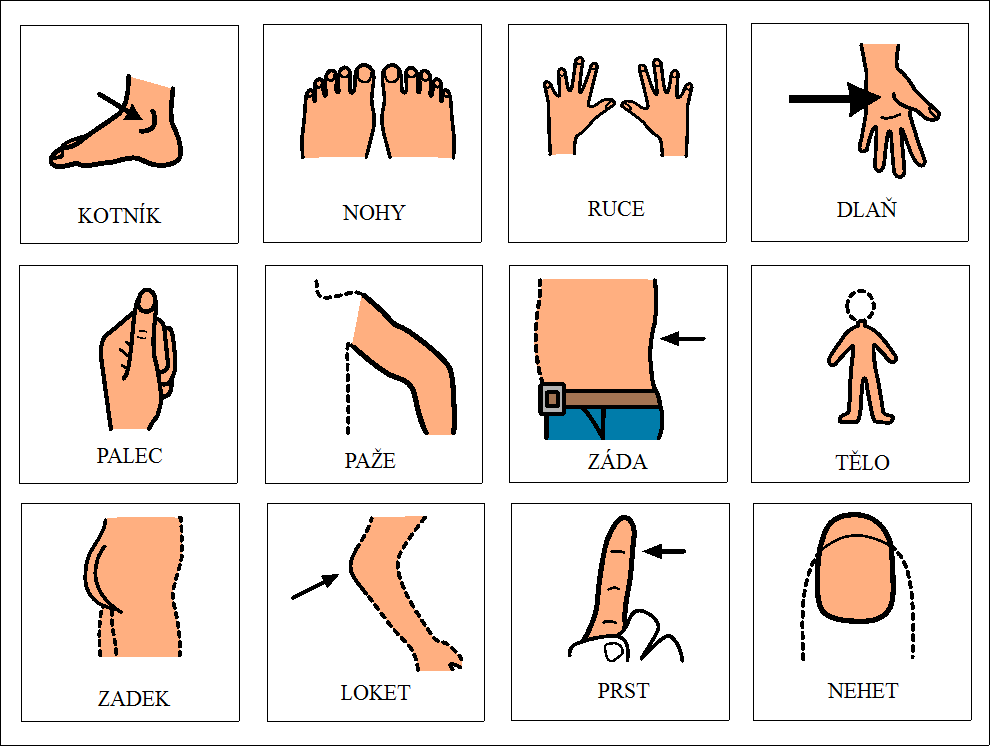 KOTNÍK
NOHY
RUCE
DLAŇ
PALEC
PAŽE
ZÁDA
TĚLO
ZADEK
LOKET
PRST
NEHET